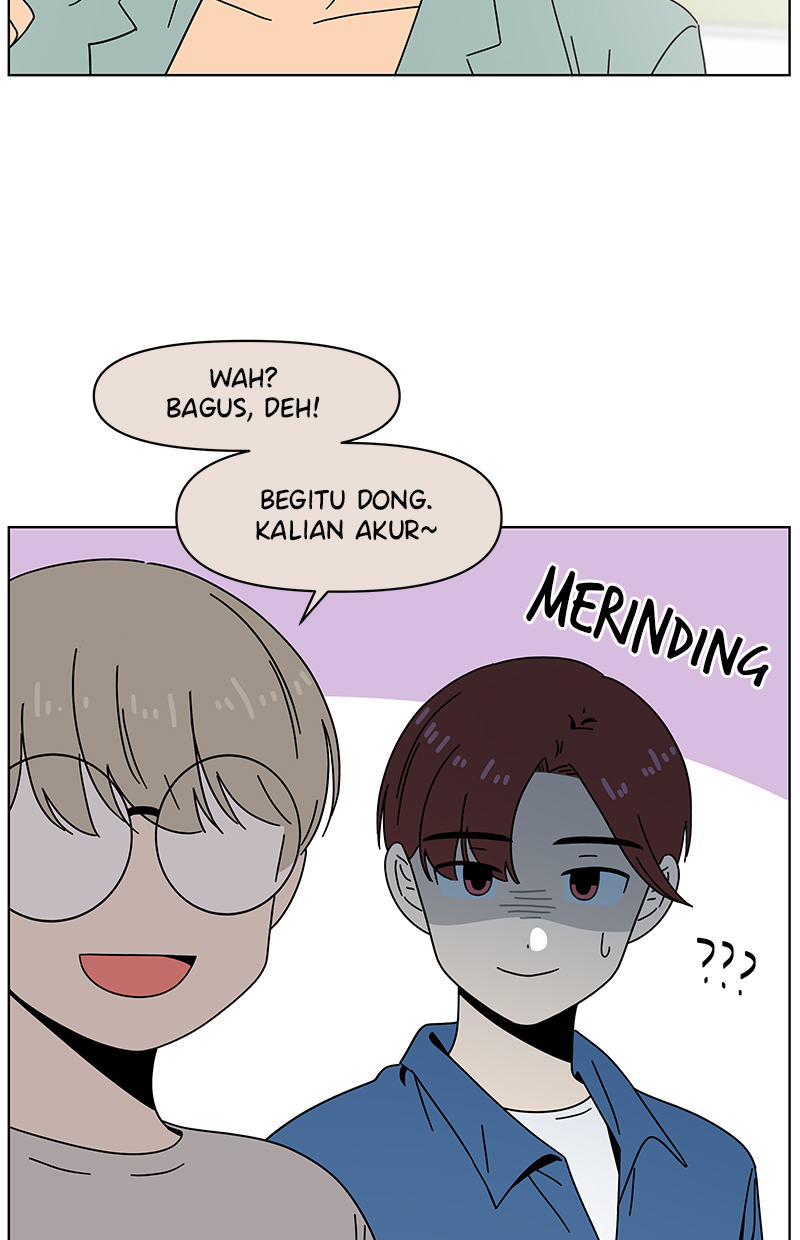 WAH?
BAGUS, DEH!
BEGITU DONG.
KALIAN AKUR~
MERINDING
???